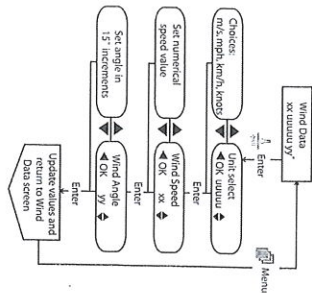 Wind Data
xx uuuuu yy°
Menu
Enter
Choices:
m/s. mph, km/h, knots
Unit select
OK uuuuu
Enter
Set numerical
speed value
Wind Speed
OK xx
Enter
Set angle in
15° increments
Wind Angle
OK yy
Enter
Update values and
return to Wind
Data screen